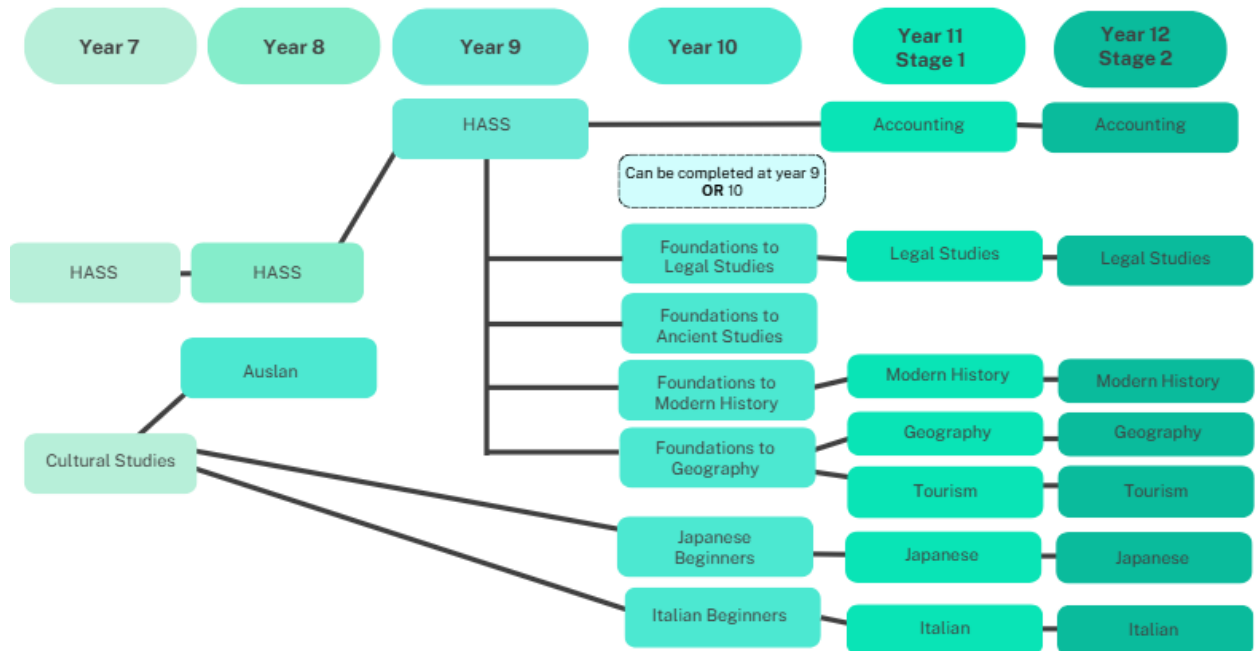 Year 7
Year 8
Year 9
Year 10
Year 11
Stage 1
Year 12
Stage 2
HASS
Accounting
Accounting
Can be completed at year 9
OR 10
HASS
HASS
Foundations to
Legal Studies
Legal Studies
Legal Studies
Foundations to
Ancient Studies
Auslan
Foundations to
Modern History
Modern History
Modern History
Cultural Studies
Foundations to
Geography
Geography
Geography
Tourism
Tourism
Japanese
Beginners
Japanese
Japanese
Italian Beginners
Italian
Italian